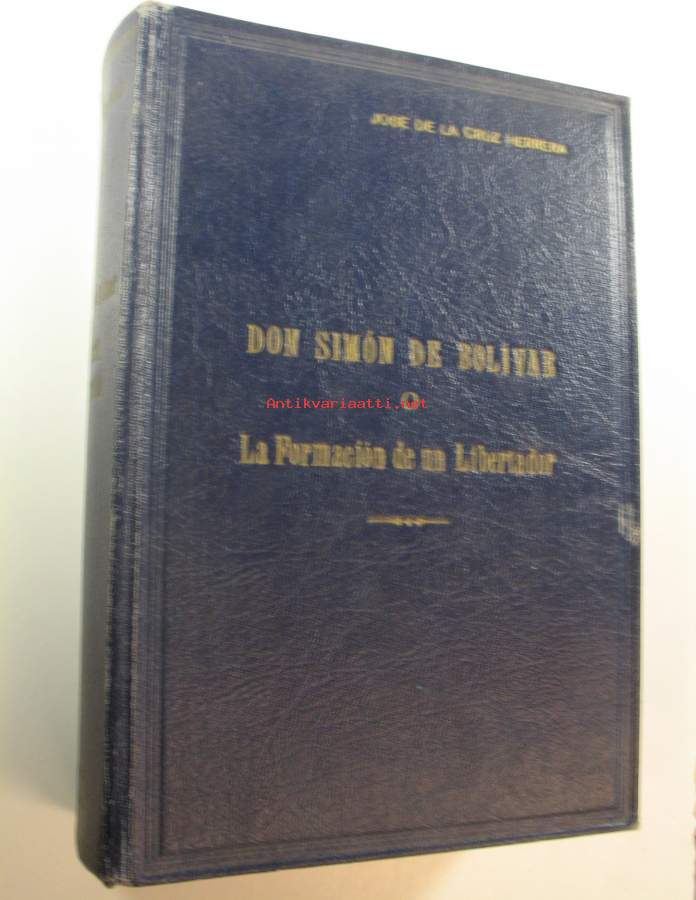 JOSE DE LA CRUZ HERRERA
DON SIMÓN DE BOLÍVAR
O
Antikvariaatti.net
La Formación de un Libertador